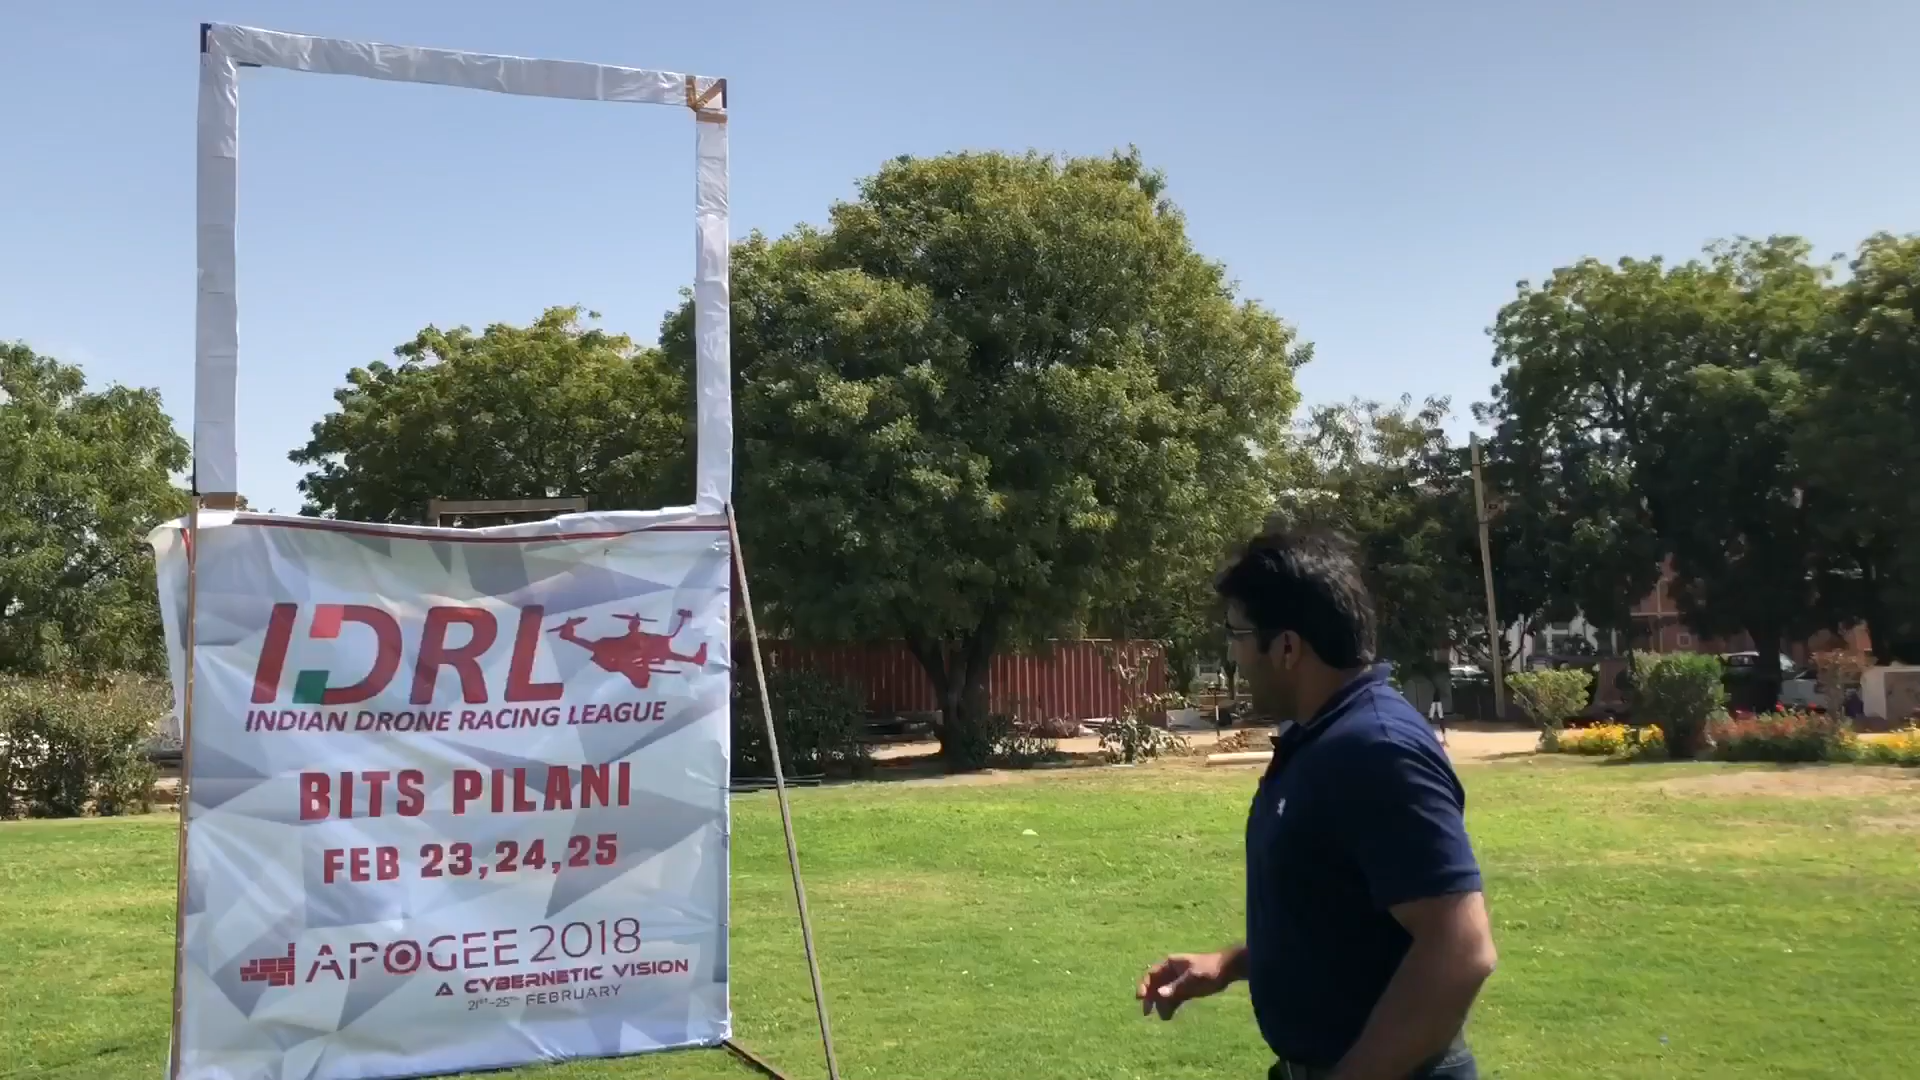 IDRL
INDIAN DRONE RACING LEAGUE
BITS PILANI
FEB 23,24,25
APOGEE 2018
A CYBERNETIC VISION
21ST-25TH FEBRUARY